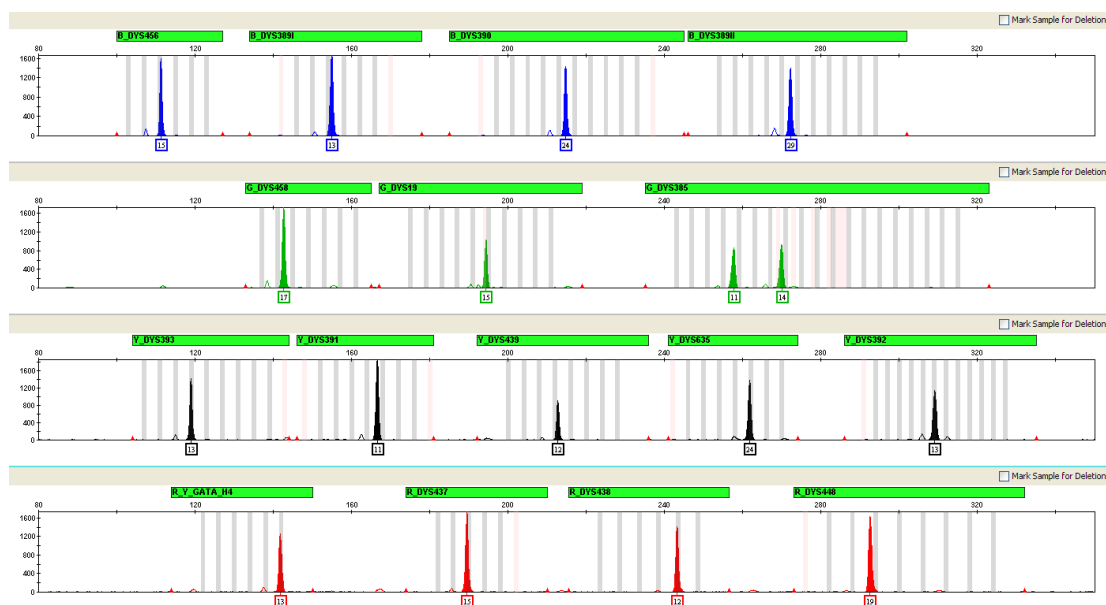 Mark Sample for Deletion
B_DYS456 B_DYS389I B_DYS390 B_DYS389II
80 120 160 200 240 280 320
1600
1200
800
400
0
15 13 24 29
Mark Sample for Deletion
G_DYS458 G_DYS19 G_DYS385
80 120 160 200 240 280 320
1600
1200
800
400
0
17 15 11 14
Mark Sample for Deletion
Y_DYS393 Y_DYS391 Y_DYS439 Y_DYS635 Y_DYS392
80 120 160 200 240 280 320
1600
1200
800
400
0
13 11 12 24 13
Mark Sample for Deletion
R_Y_GATA_H4 R_DYS437 R_DYS438 R_DYS448
80 120 160 200 240 280 320
1600
1200
800
400
0
13 15 12 19